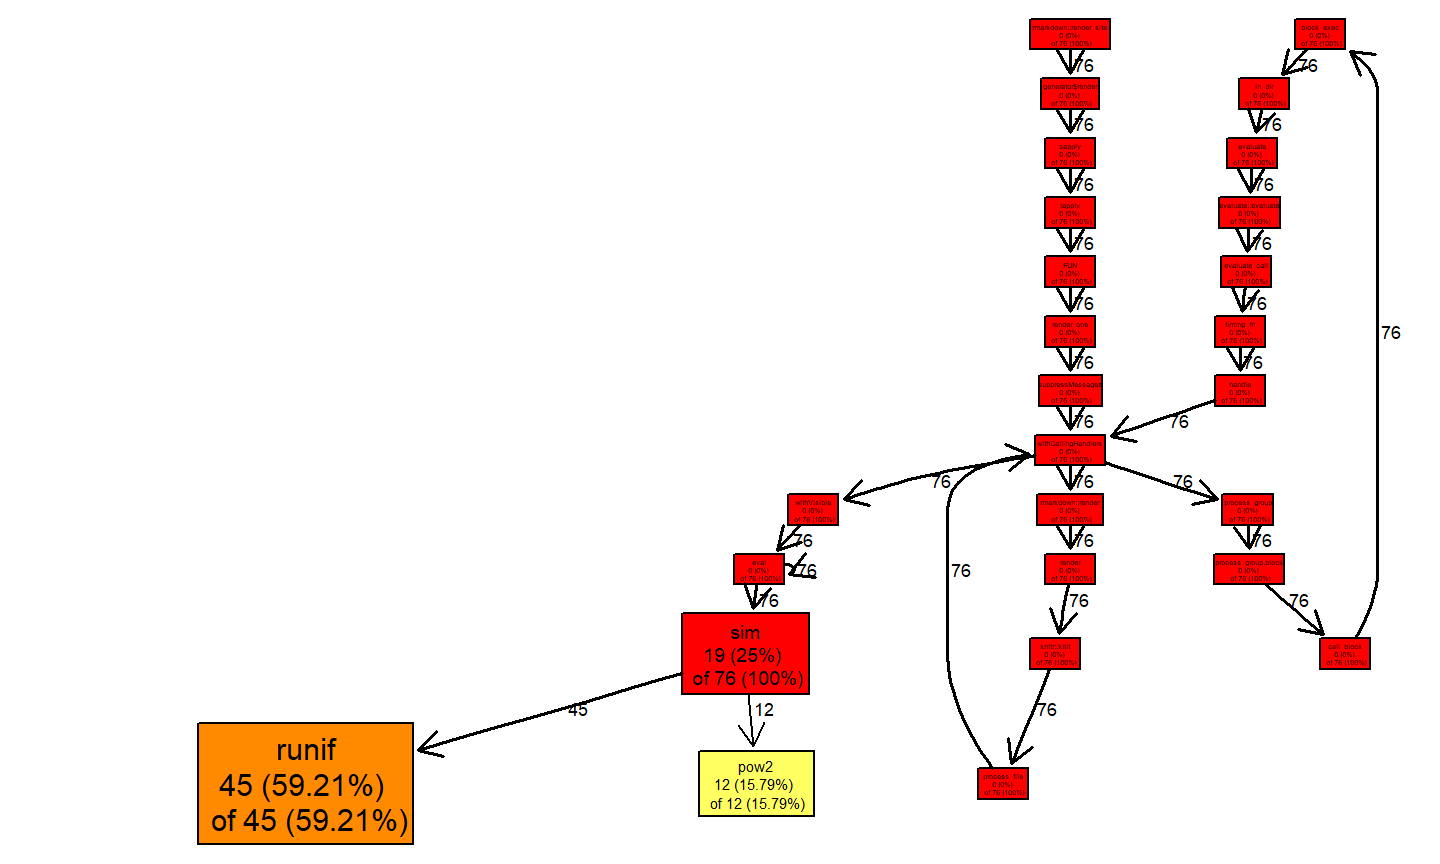 rmarkdown::render_site
0 (0%)
of 76 (100%)
block_exec
0 (0%)
of 76 (100%)
76
76
generator$render
0 (0%)
of 76 (100%)
in_dir
0 (0%)
of 76 (100%)
76
76
sapply
0 (0%)
of 76 (100%)
evaluate
0 (0%)
of 76 (100%)
76
76
lapply
0 (0%)
of 76 (100%)
evaluate::evaluate
0 (0%)
of 76 (100%)
76
76
FUN
0 (0%)
of 76 (100%)
evaluate_call
0 (0%)
of 76 (100%)
76
76
render_one
0 (0%)
of 76 (100%)
timing_fn
0 (0%)
of 76 (100%)
76
76
76
suppressMessages
0 (0%)
of 76 (100%)
handle
0 (0%)
of 76 (100%)
76
76
withCallingHandlers
0 (0%)
of 76 (100%)
76
76
76
withVisible
0 (0%)
of 76 (100%)
rmarkdown::render
0 (0%)
of 76 (100%)
process_group
0 (0%)
of 76 (100%)
76
76
76
eval
0 (0%)
of 76 (100%)
76
76
render
0 (0%)
of 76 (100%)
process_group.block
0 (0%)
of 76 (100%)
76
76
76
sim
19 (25%)
of 76 (100%)
knitr::knit
0 (0%)
of 76 (100%)
call_block
0 (0%)
of 76 (100%)
45
12
76
runif
45 (59.21%)
of 45 (59.21%)
pow2
12 (15.79%)
of 12 (15.79%)
process_file
0 (0%)
of 76 (100%)